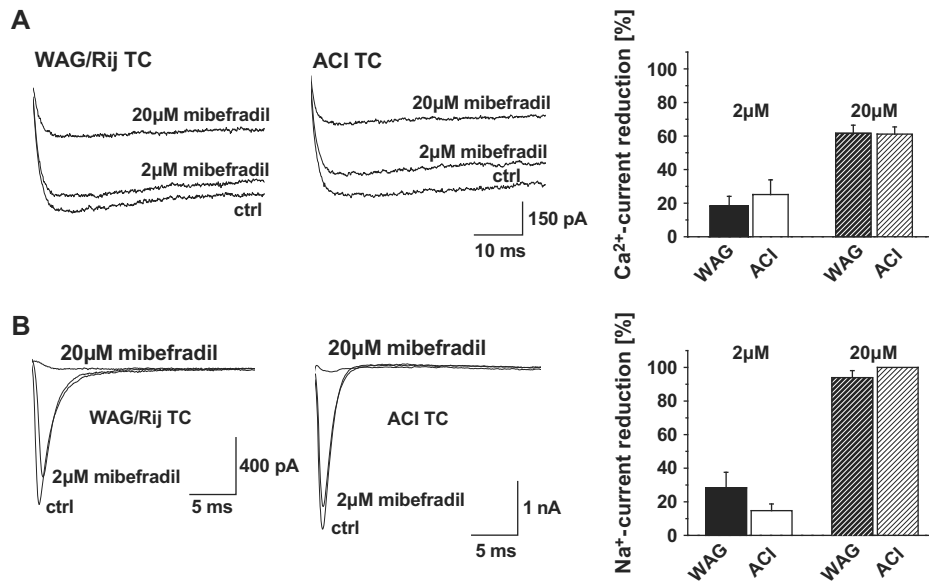 A
WAG/Rij TC
20µM mibefradil
2µM mibefradil
ctrl
ACI TC
20µM mibefradil
2µM mibefradil
ctrl
150 pA
10 ms
Ca²⁺-current reduction [%]
100
80
60
40
20
0
2µM
20µM
WAG
ACI
WAG
ACI
B
20µM mibefradil
WAG/Rij TC
2µM mibefradil
ctrl
400 pA
5 ms
20µM mibefradil
ACI TC
2µM mibefradil
ctrl
1 nA
5 ms
Na⁺-current reduction [%]
100
80
60
40
20
0
2µM
20µM
WAG
ACI
WAG
ACI